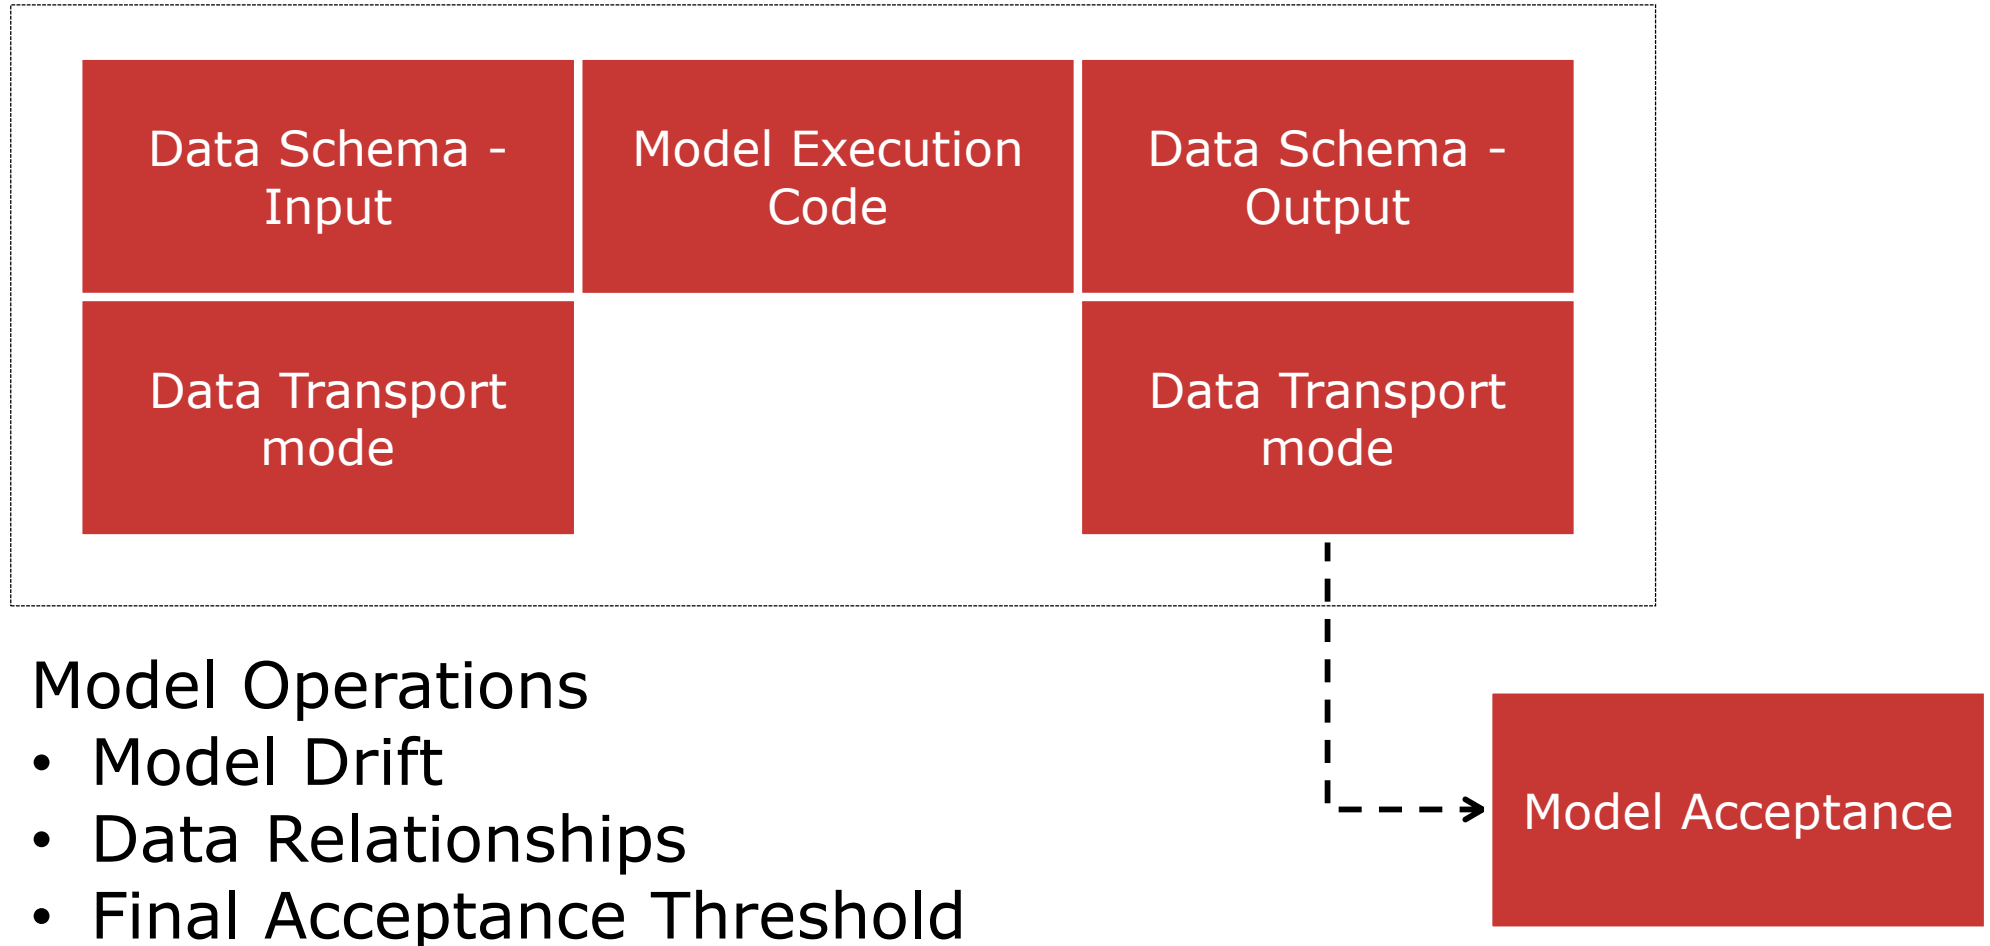 Data Schema -
Input
Model Execution
Code
Data Schema -
Output
Data Transport
mode
Data Transport
mode
Model Operations
• Model Drift
• Data Relationships
• Final Acceptance Threshold
Model Acceptance